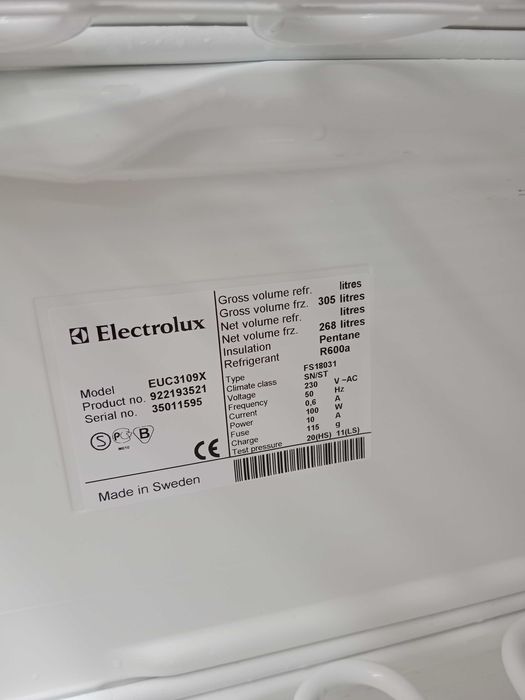 Electrolux
Model EUC3109X
Product no. 922193521
Serial no. 35011595
S PC B
CE
Made in Sweden
Gross volume refr. litres
Gross volume frz. 305 litres
Net volume refr. litres
Net volume frz. 268 litres
Insulation Pentane
Refrigerant R600a
Type FS18031
Climate class SN/ST
Voltage 230 V ~AC
Frequency 50 Hz
Current 0,6 A
Power 100 W
Fuse 10 A
Charge 115 g
Test pressure 20(HS) 11(LS)